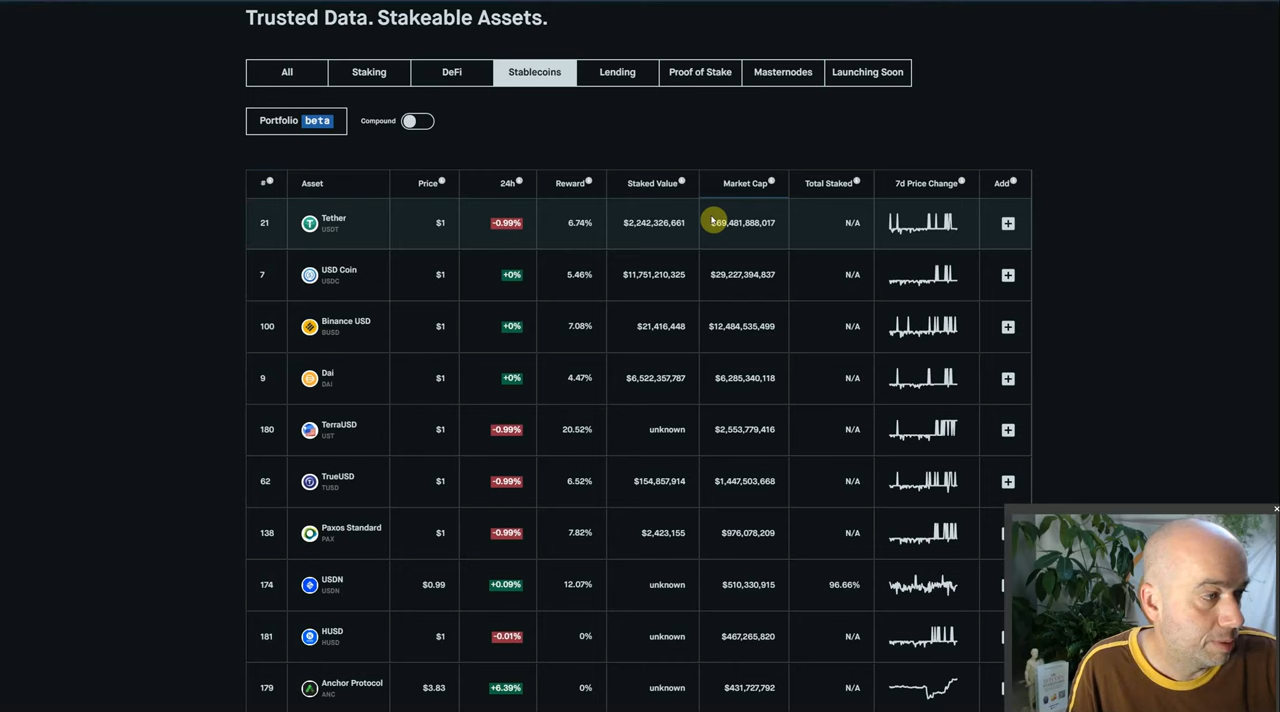 Trusted Data. Stakeable Assets.
All Staking DeFi Stablecoins Lending Proof of Stake Masternodes Launching Soon
Portfolio beta Compound
# Asset Price 24h Reward Staked Value Market Cap Total Staked 7d Price Change Add
21 Tether $1 -0.99% 6.74% $2,242,326,661 $69,481,888,017 N/A
USDT
7 USD Coin $1 +0% 5.46% $11,751,210,325 $29,227,394,837 N/A
USDC
100 Binance USD $1 +0% 7.08% $21,416,448 $12,484,535,499 N/A
BUSD
9 Dai $1 +0% 4.47% $6,522,357,787 $6,285,340,118 N/A
DAI
180 TerraUSD $1 -0.99% 20.52% unknown $2,553,779,416 N/A
UST
62 TrueUSD $1 -0.99% 6.52% $154,857,914 $1,447,503,668 N/A
TUSD
138 Paxos Standard $1 -0.99% 7.82% $2,423,155 $976,078,209 N/A
PAX
174 USDN $0.99 +0.09% 12.07% unknown $510,330,915 96.66%
USDN
181 HUSD $1 -0.01% 0% unknown $467,265,820 N/A
HUSD
179 Anchor Protocol $3.83 +6.39% 0% unknown $431,727,792 N/A
ANC